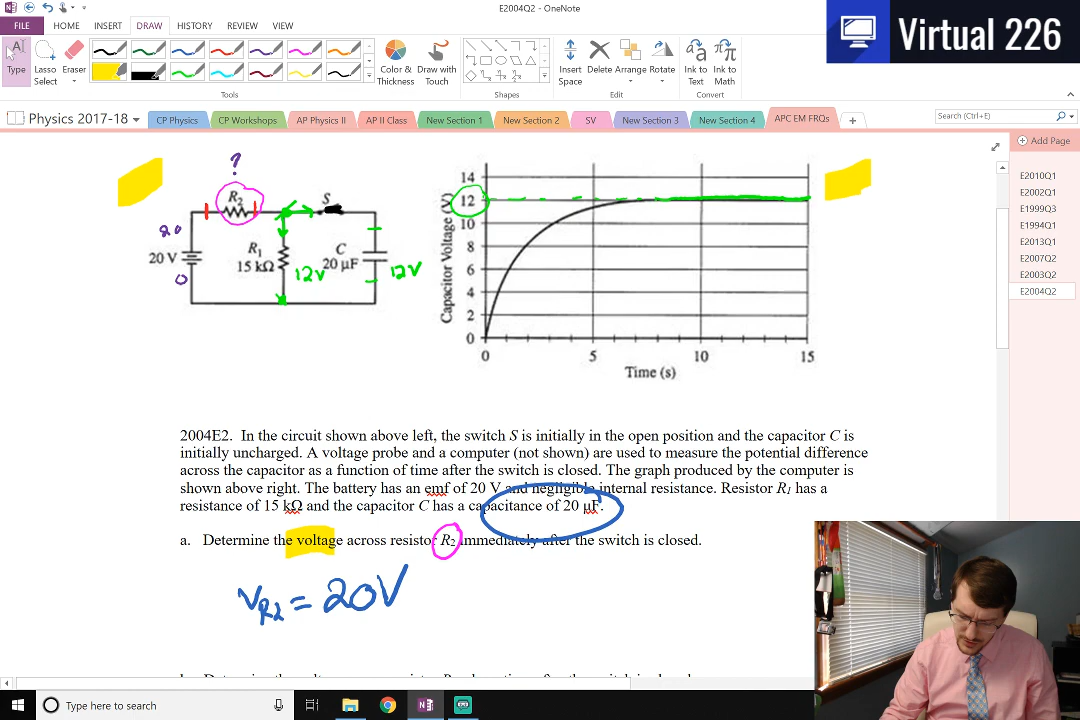 E2004Q2 - OneNote
Virtual 226
FILE HOME INSERT DRAW HISTORY REVIEW VIEW
Type
Lasso Select
Eraser
Color & Thickness
Draw with Touch
Insert Space
Delete
Arrange
Rotate
Ink to Text
Ink to Math
Tools
Shapes
Edit
Convert
Physics 2017-18
CP Physics
CP Workshops
AP Physics II
AP II Class
New Section 1
New Section 2
SV
New Section 3
New Section 4
APC EM FRQs
Search (Ctrl+E)
Add Page
E2010Q1
E2002Q1
E1999Q3
E1994Q1
E2013Q1
E2007Q2
E2003Q2
E2004Q2
?
R2
S
20
20 V
0
R1
15 kΩ
12V
C
20 μF
12V
Capacitor Voltage (V)
14
12
10
8
6
4
2
0
0 5 10 15
Time (s)
2004E2. In the circuit shown above left, the switch S is initially in the open position and the capacitor C is
initially uncharged. A voltage probe and a computer (not shown) are used to measure the potential difference
across the capacitor as a function of time after the switch is closed. The graph produced by the computer is
shown above right. The battery has an emf of 20 V and negligible internal resistance. Resistor R1 has a
resistance of 15 kΩ and the capacitor C has a capacitance of 20 μF.
a. Determine the voltage across resistor R2 immediately after the switch is closed.
VR2 = 20V
Type here to search